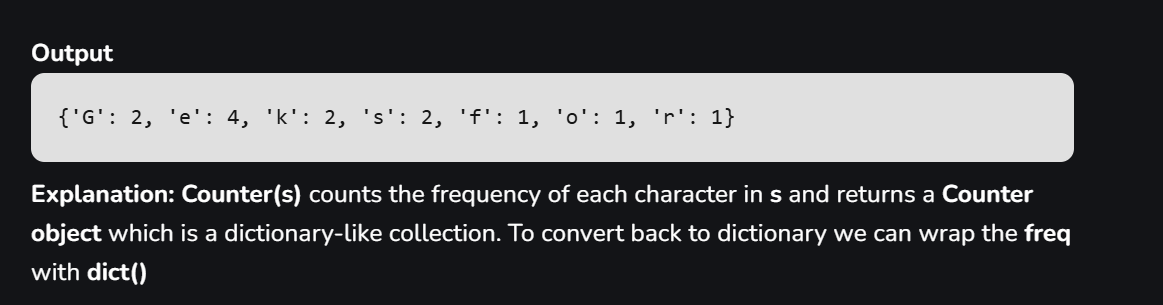 Output
{'G': 2, 'e': 4, 'k': 2, 's': 2, 'f': 1, 'o': 1, 'r': 1}
Explanation: Counter(s) counts the frequency of each character in s and returns a Counter
object which is a dictionary-like collection. To convert back to dictionary we can wrap the freq
with dict()